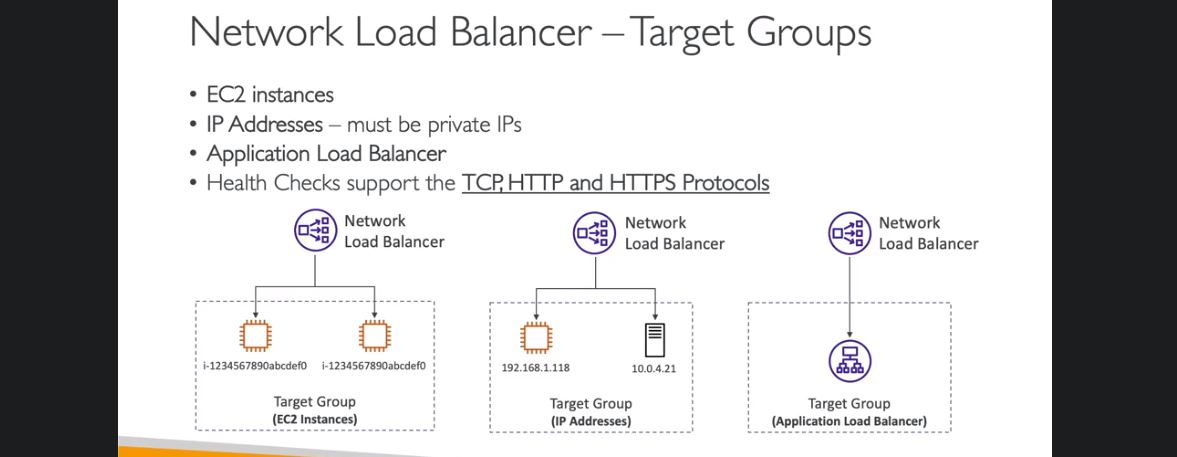 Network Load Balancer – Target Groups
• EC2 instances
• IP Addresses – must be private IPs
• Application Load Balancer
• Health Checks support the TCP, HTTP and HTTPS Protocols
Network
Load Balancer
i-1234567890abcdef0
i-1234567890abcdef0
Target Group
(EC2 Instances)
Network
Load Balancer
192.168.1.118
10.0.4.21
Target Group
(IP Addresses)
Network
Load Balancer
Target Group
(Application Load Balancer)